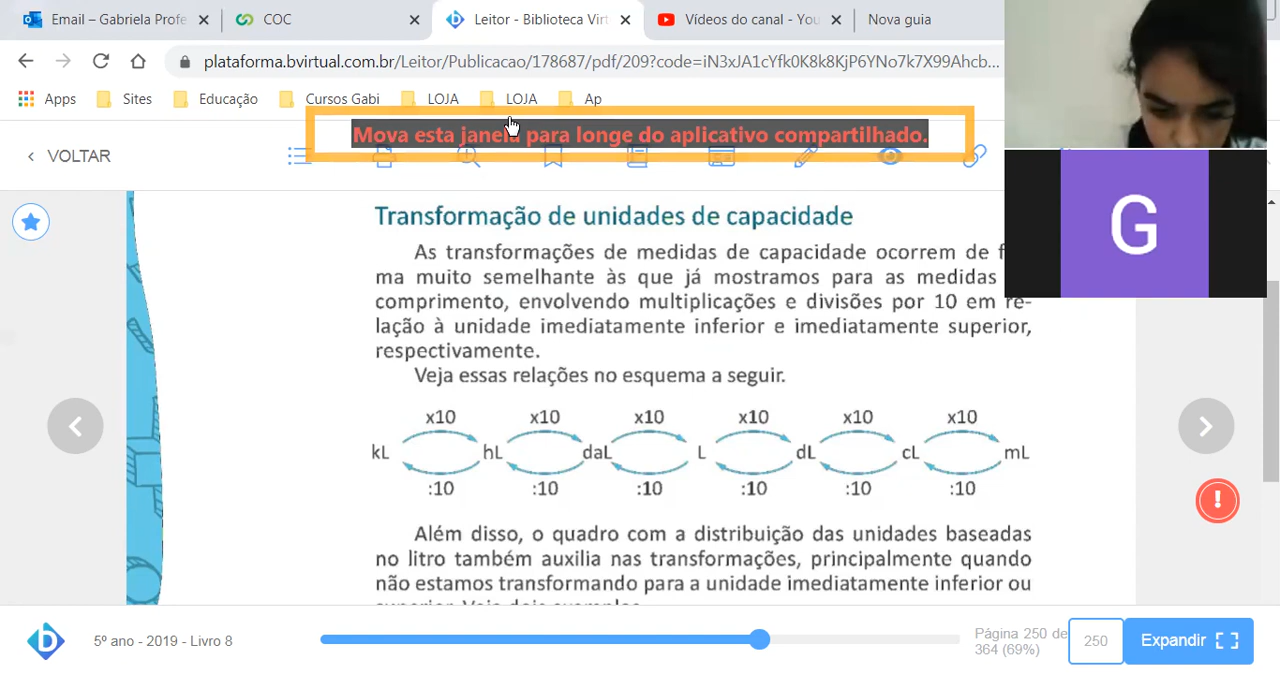 Email – Gabriela Profe
COC
Leitor - Biblioteca Virt
Vídeos do canal - You
Nova guia
plataforma.bvirtual.com.br/Leitor/Publicacao/178687/pdf/209?code=iN3xJA1cYfk0K8k8KjP6YNo7k7X99Ahcb...
Apps
Sites
Educação
Cursos Gabi
LOJA
LOJA
Ap
Mova esta janela para longe do aplicativo compartilhado.
VOLTAR
G
Transformação de unidades de capacidade
As transformações de medidas de capacidade ocorrem de
ma muito semelhante às que já mostramos para as medidas
comprimento, envolvendo multiplicações e divisões por 10 em re-
lação à unidade imediatamente inferior e imediatamente superior,
respectivamente.
Veja essas relações no esquema a seguir.
x10 x10 x10 x10 x10 x10
kL hL daL L dL cL mL
:10 :10 :10 :10 :10 :10
Além disso, o quadro com a distribuição das unidades baseadas
no litro também auxilia nas transformações, principalmente quando
não estamos transformando para a unidade imediatamente inferior ou
5º ano - 2019 - Livro 8
Página 250 de
364 (69%)
250
Expandir